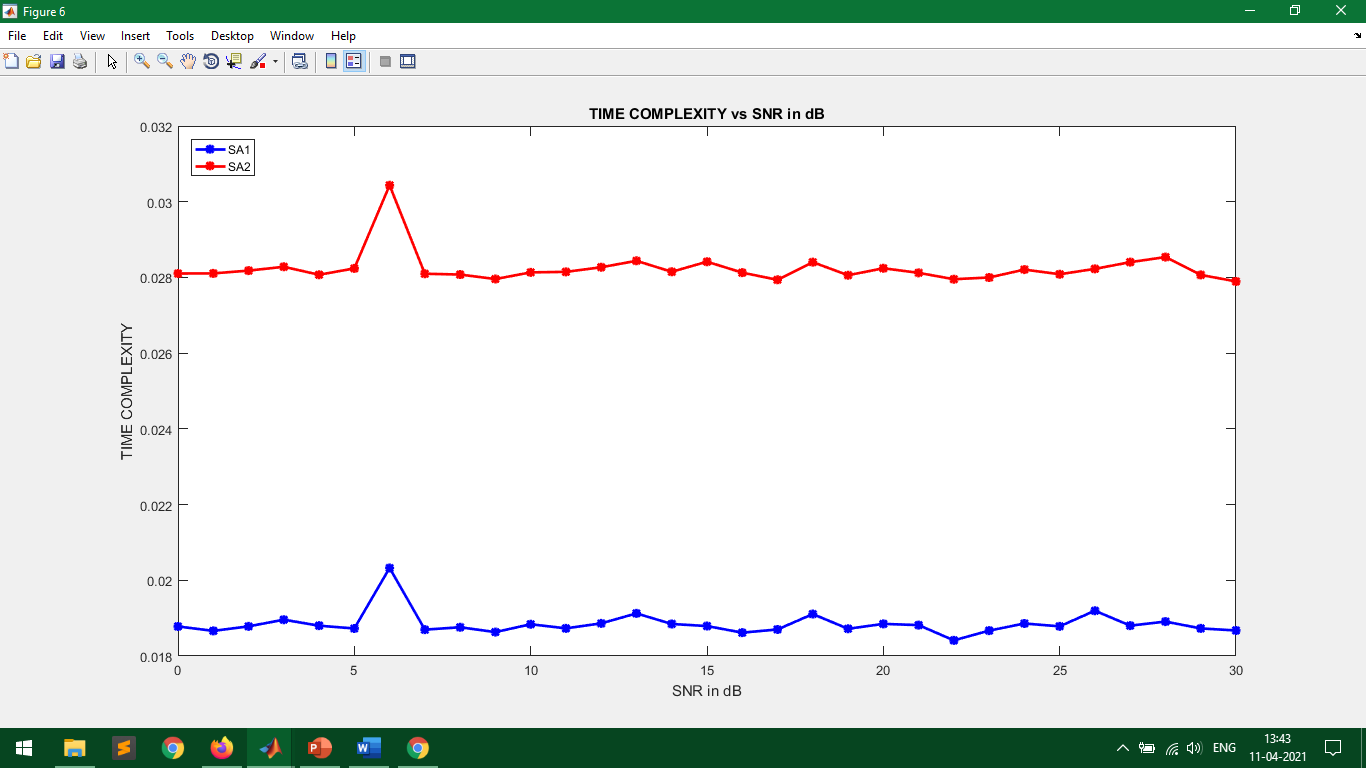 Figure 6
File Edit View Insert Tools Desktop Window Help
TIME COMPLEXITY vs SNR in dB
0.032
0.03
0.028
0.026
0.024
0.022
0.02
0.018
TIME COMPLEXITY
SA1
SA2
0 5 10 15 20 25 30
SNR in dB
P
W
ENG
13:43
11-04-2021